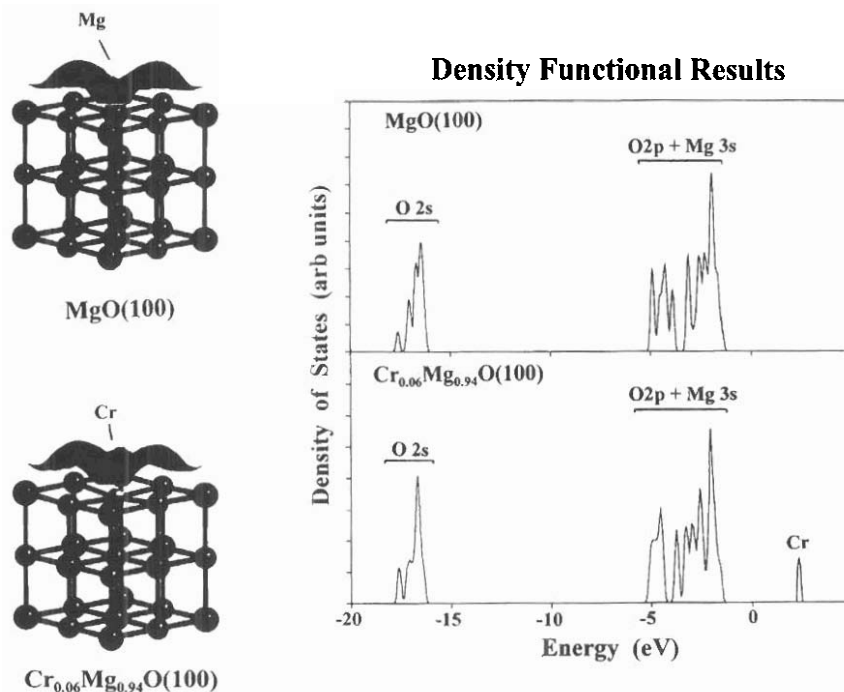 Mg
MgO(100)
Cr
Cr₀.₀₆Mg₀.₉₄O(100)
Density Functional Results
MgO(100)
O2p + Mg 3s
O 2s
Cr₀.₀₆Mg₀.₉₄O(100)
O2p + Mg 3s
O 2s
Cr
Density of States (arb units)
-20
-15
-10
-5
0
Energy (eV)